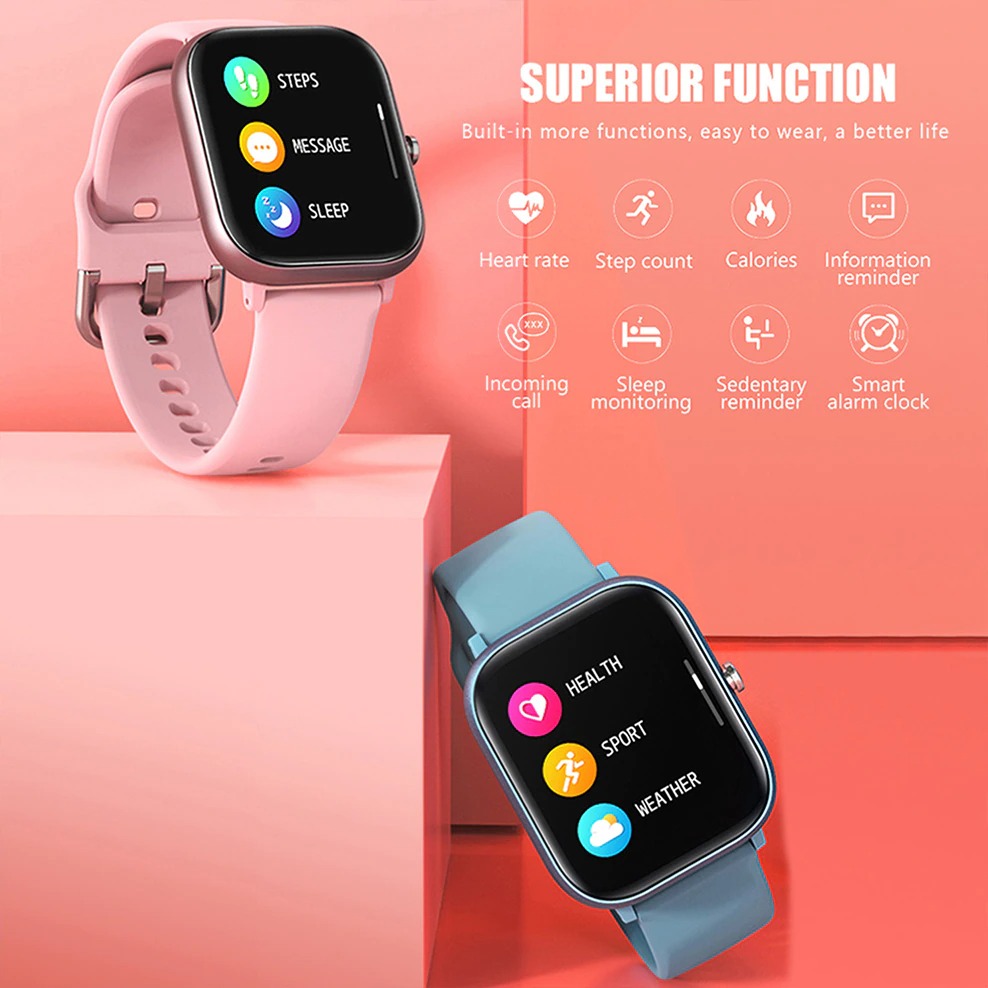 STEPS
MESSAGE
SLEEP
SUPERIOR FUNCTION
Built-in more functions, easy to wear, a better life
Heart rate
Step count
Calories
Information
reminder
XXX
Z
Incoming
call
Sleep
monitoring
Sedentary
reminder
Smart
alarm clock
HEALTH
SPORT
WEATHER